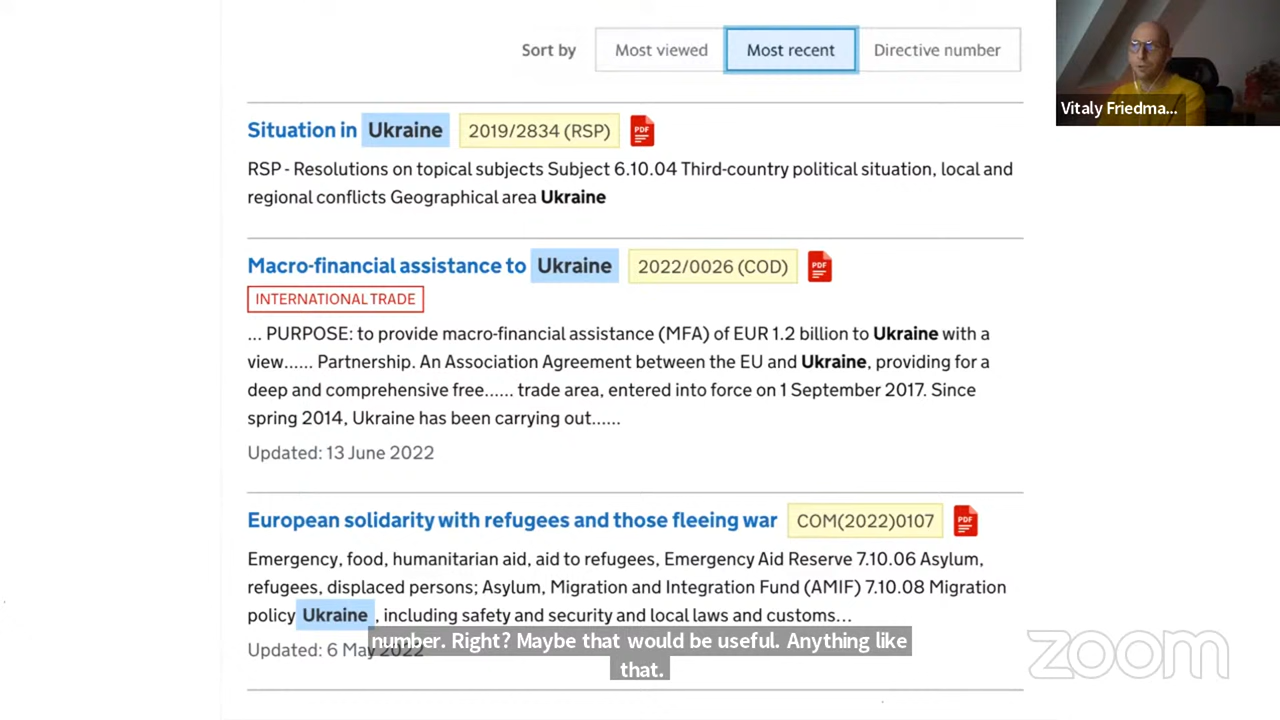 Sort by Most viewed Most recent Directive number
Vitaly Friedma...
Situation in Ukraine 2019/2834 (RSP) PDF
RSP - Resolutions on topical subjects Subject 6.10.04 Third-country political situation, local and
regional conflicts Geographical area Ukraine
Macro-financial assistance to Ukraine 2022/0026 (COD) PDF
INTERNATIONAL TRADE
... PURPOSE: to provide macro-financial assistance (MFA) of EUR 1.2 billion to Ukraine with a
view...... Partnership. An Association Agreement between the EU and Ukraine, providing for a
deep and comprehensive free...... trade area, entered into force on 1 September 2017. Since
spring 2014, Ukraine has been carrying out......
Updated: 13 June 2022
European solidarity with refugees and those fleeing war COM(2022)0107 PDF
Emergency, food, humanitarian aid, aid to refugees, Emergency Aid Reserve 7.10.06 Asylum,
refugees, displaced persons; Asylum, Migration and Integration Fund (AMIF) 7.10.08 Migration
policy Ukraine, including safety and security and local laws and customs...
Updated: 6 May 2022
number. Right? Maybe that would be useful. Anything like
that.
zoom